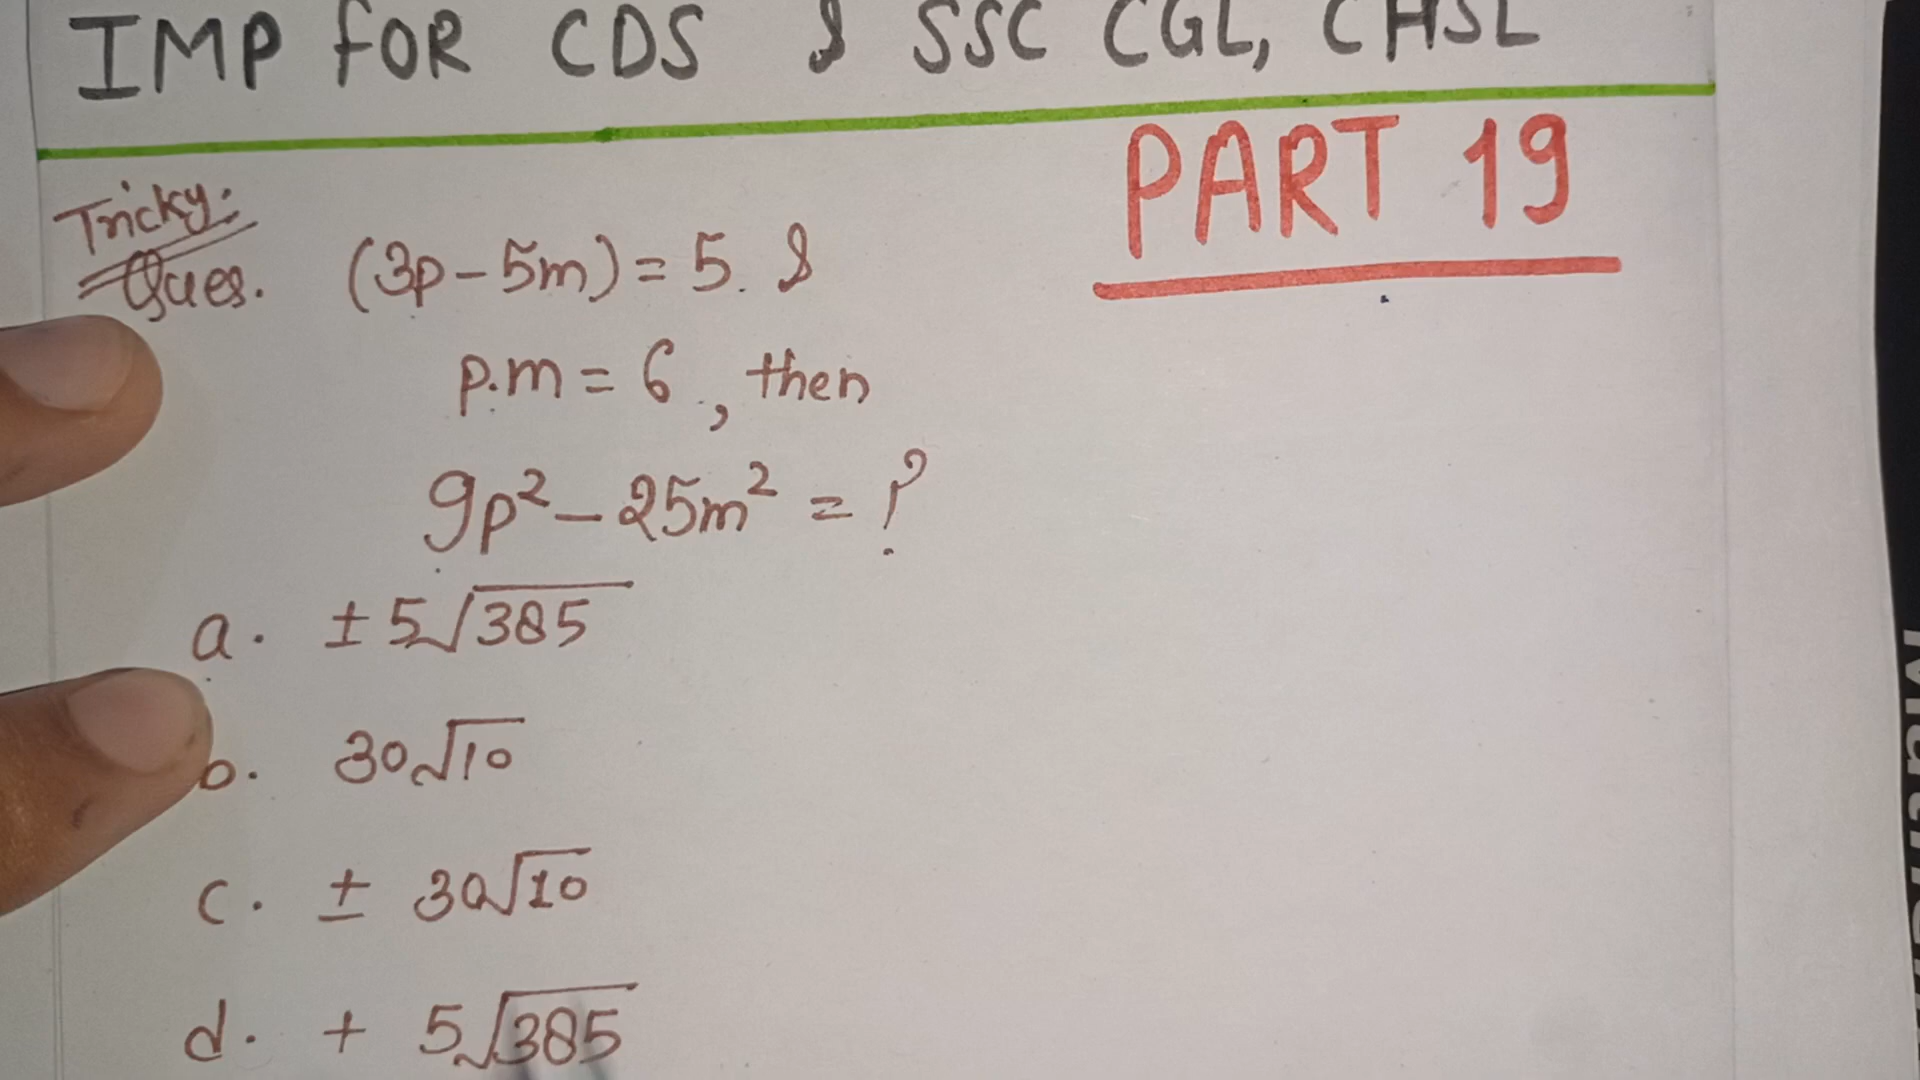 IMP FOR CDS & SSC CGL, CHSL
PART 19
Tricky.
Ques. (3p-5m) = 5. &
p.m = 6, then
9p² - 25m² = ?
a. ± 5√385
b. 30√10
c. ± 30√10
d. + 5√385